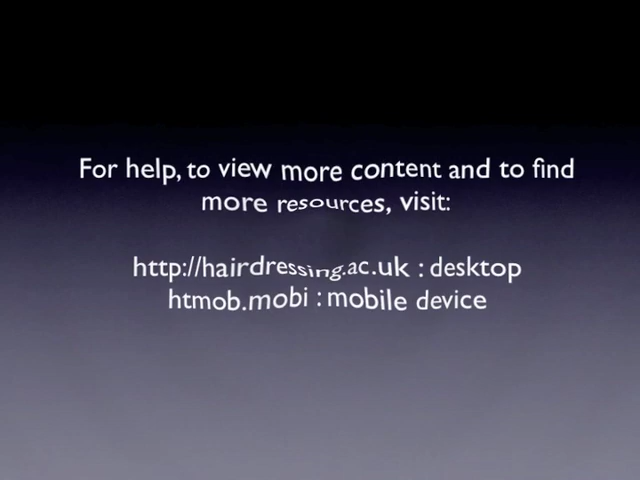 For help, to view more content and to find
more resources, visit:
http://hairdressing.ac.uk : desktop
htmob.mobi : mobile device